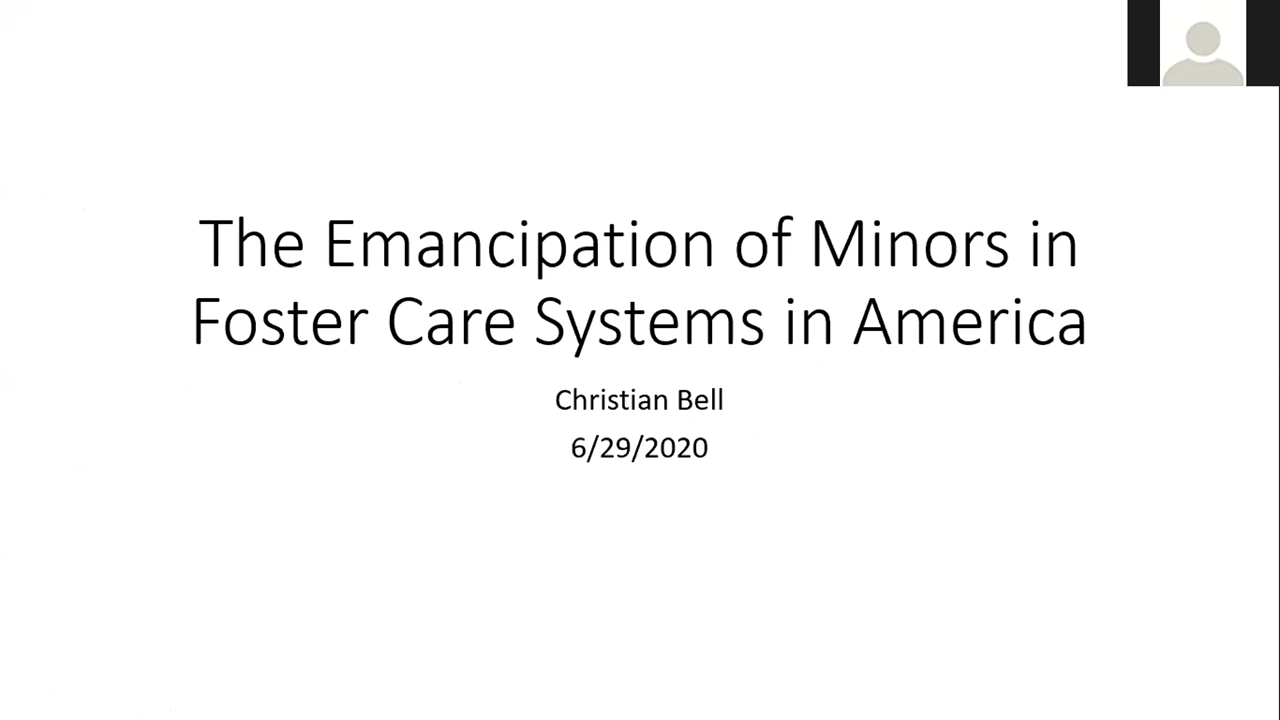 The Emancipation of Minors in
Foster Care Systems in America
Christian Bell
6/29/2020